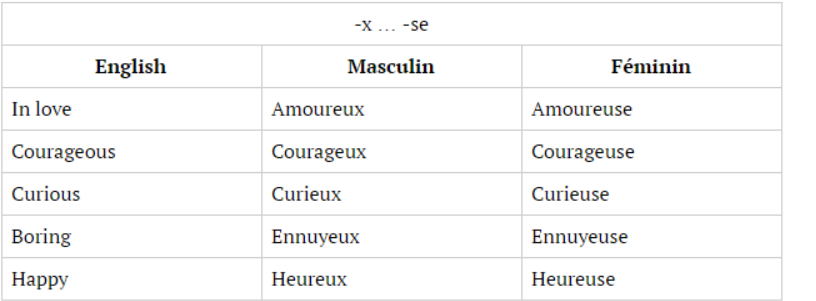 -x … -se
English Masculin Féminin
In love Amoureux Amoureuse
Courageous Courageux Courageuse
Curious Curieux Curieuse
Boring Ennuyeux Ennuyeuse
Happy Heureux Heureuse